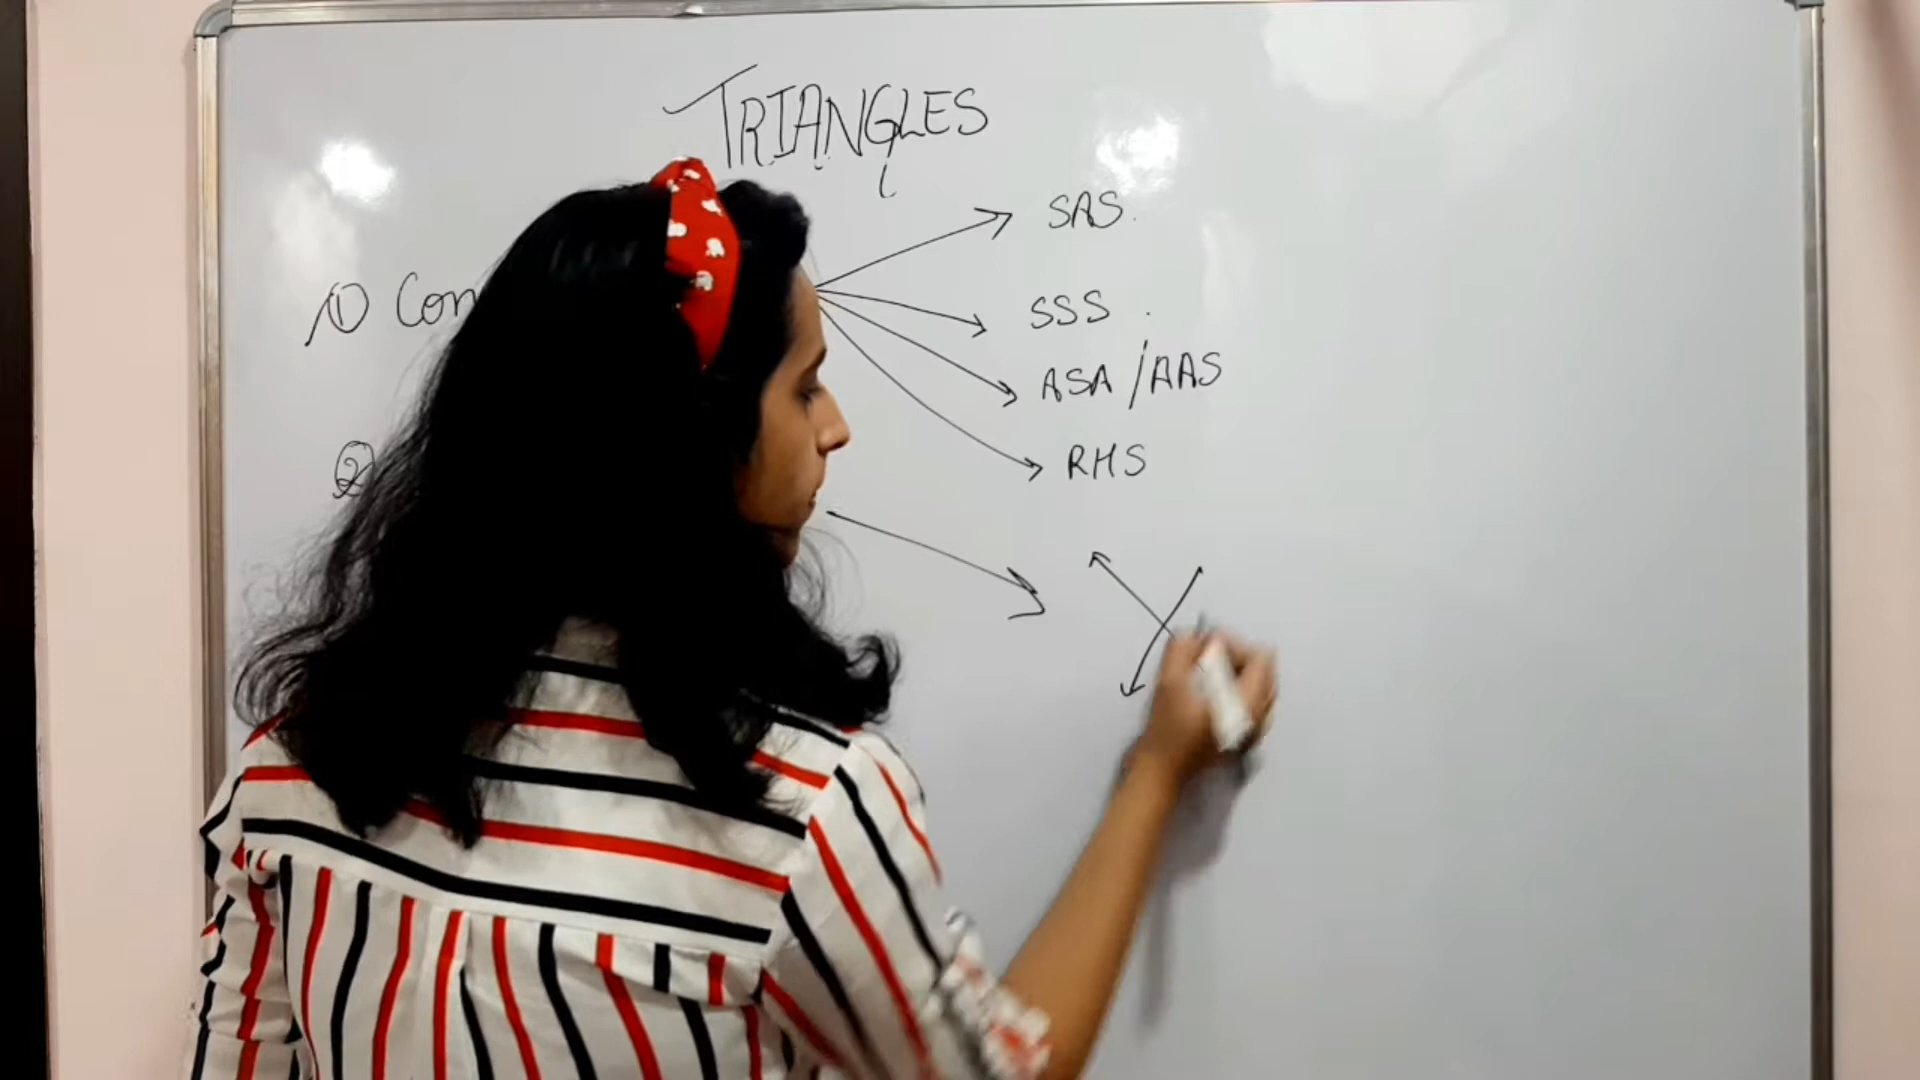 TRIANGLES
① Con
SAS.
SSS.
ASA / AAS
RHS
②